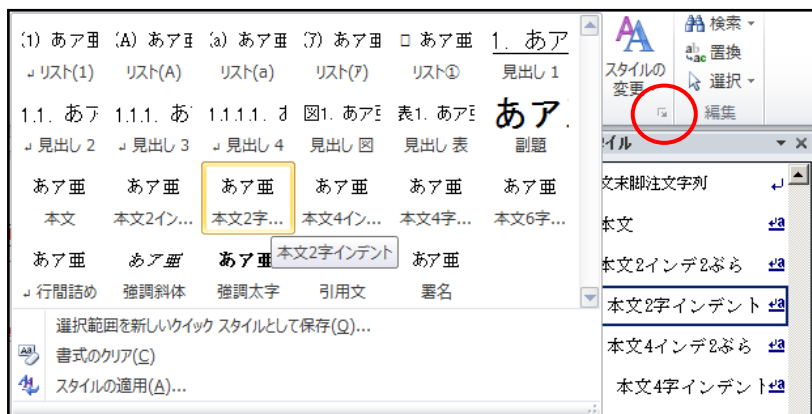 (1) あア亜 (A) あア亜 (a) あア亜 (ア) あア亜 □ あア亜 1. あア
↲ リスト(1) リスト(A) リスト(a) リスト(ア) リスト① 見出し 1
1.1. あア 1.1.1. あ 1.1.1.1. あ 図1. あア 表1. あア あア
↲ 見出し 2 ↲ 見出し 3 ↲ 見出し 4 見出し 図 見出し 表 副題
あア亜 あア亜 あア亜 あア亜 あア亜 あア亜
本文 本文2イン... 本文2字... 本文4イン... 本文4字... 本文6字...
本文2字インデント
あア亜 あア亜 あア亜 あア亜
↲ 行間詰め 強調斜体 強調太字 引用文 署名
選択範囲を新しいクイック スタイルとして保存(Q)...
書式のクリア(C)
スタイルの適用(A)...
スタイルの
変更
検索
置換
選択
編集
イル
文末脚注文字列
本文
本文2インデ2ぶら
本文2字インデント
本文4インデ2ぶら
本文4字インデント